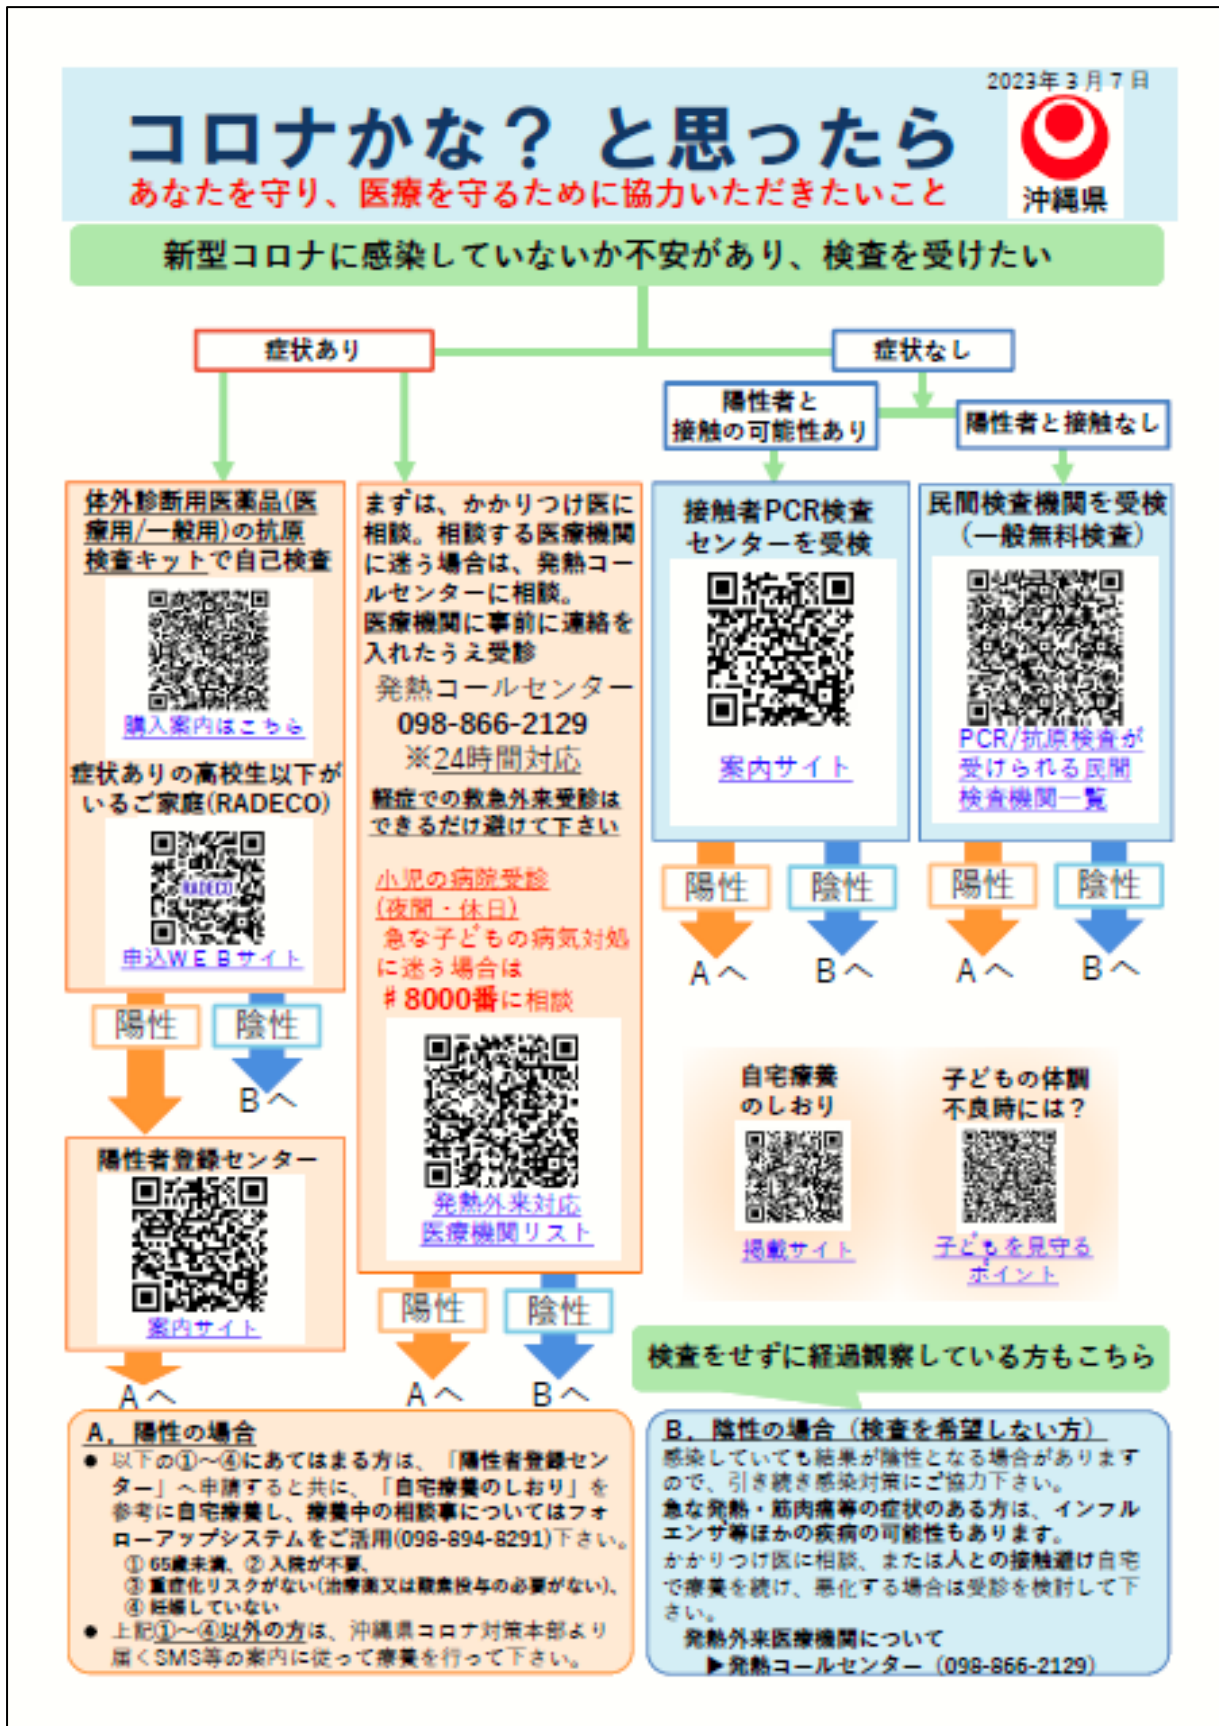 2023年3月7日
コロナかな? と思ったら
あなたを守り、医療を守るために協力いただきたいこと
沖縄県
新型コロナに感染していないか不安があり、検査を受けたい
症状あり
症状なし
陽性者と
接触の可能性あり
陽性者と接触なし
体外診断用医薬品(医
療用/一般用)の抗原
検査キットで自己検査
購入案内はこちら
症状ありの高校生以下が
いるご家庭(RADECO)
RADECO
申込WEBサイト
陽性
陰性
Bへ
陽性者登録センター
案内サイト
Aへ
まずは、かかりつけ医に
相談。相談する医療機関
に迷う場合は、発熱コー
ルセンターに相談。
医療機関に事前に連絡を
入れたうえ受診
発熱コールセンター
098-866-2129
※24時間対応
軽症での救急外来受診は
できるだけ避けて下さい
小児の病院受診
(夜間・休日)
急な子どもの病気対処
に迷う場合は
♯8000番に相談
発熱外来対応
医療機関リスト
陽性
陰性
Aへ
Bへ
接触者PCR検査
センターを受検
案内サイト
陽性
陰性
Aへ
Bへ
民間検査機関を受検
(一般無料検査)
PCR/抗原検査が
受けられる民間
検査機関一覧
陽性
陰性
Aへ
Bへ
自宅療養
のしおり
掲載サイト
子どもの体調
不良時には?
子どもを見守る
ポイント
検査をせずに経過観察している方もこちら
A. 陽性の場合
● 以下の①~④にあてはまる方は、「陽性者登録セン
ター」へ申請すると共に、「自宅療養のしおり」を
参考に自宅療養し、療養中の相談事についてはフォ
ローアップシステムをご活用(098-894-8291)下さい。
① 65歳未満、② 入院が不要、
③ 重症化リスクがない(治療薬又は酸素投与の必要がない)、
④ 妊娠していない
● 上記①~④以外の方は、沖縄県コロナ対策本部より
届くSMS等の案内に従って療養を行って下さい。
B. 陰性の場合(検査を希望しない方)
感染していても結果が陰性となる場合があります
ので、引き続き感染対策にご協力下さい。
急な発熱・筋肉痛等の症状のある方は、インフル
エンザ等ほかの疾病の可能性もあります。
かかりつけ医に相談、または人との接触避け自宅
で療養を続け、悪化する場合は受診を検討して下
さい。
発熱外来医療機関について
▶発熱コールセンター(098-866-2129)